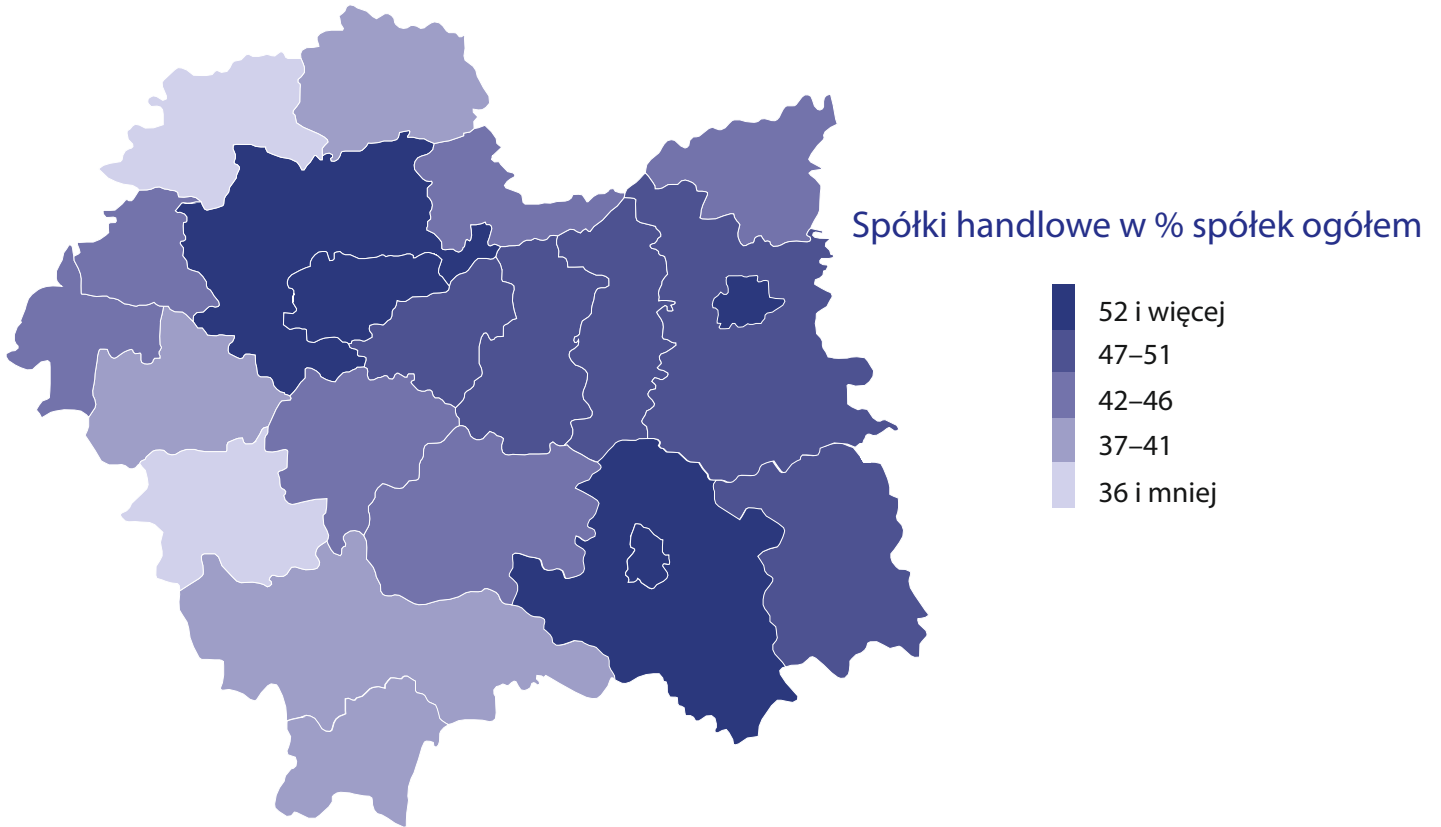 Spółki handlowe w % spółek ogółem
52 i więcej
47–51
42–46
37–41
36 i mniej